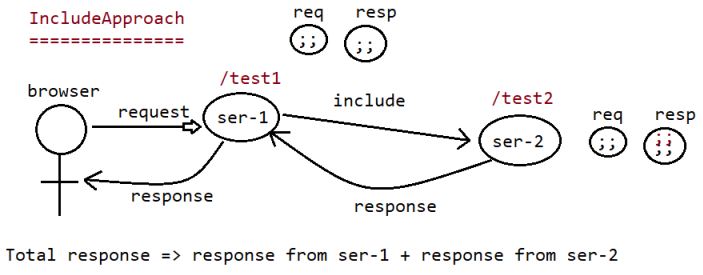 IncludeApproach
===============
req resp
;; ;;
/test1
browser
request
ser-1
include
/test2
ser-2
req resp
;; ;;
;;
response
response
Total response => response from ser-1 + response from ser-2